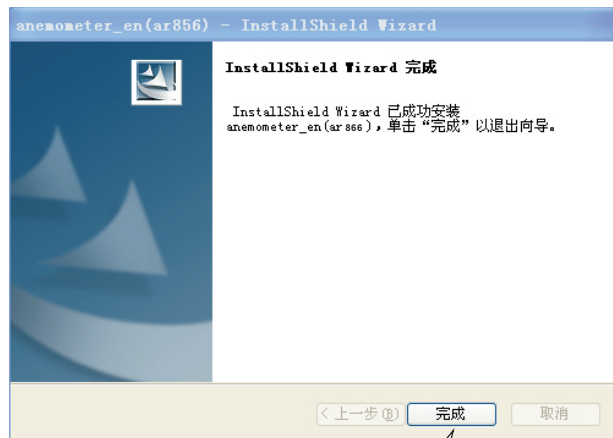 anemometer_en(ar856) - InstallShield Wizard
InstallShield Wizard 完成
InstallShield Wizard 已成功安装
anemometer_en(ar866)，单击“完成”以退出向导。
< 上一步(B)
完成
取消